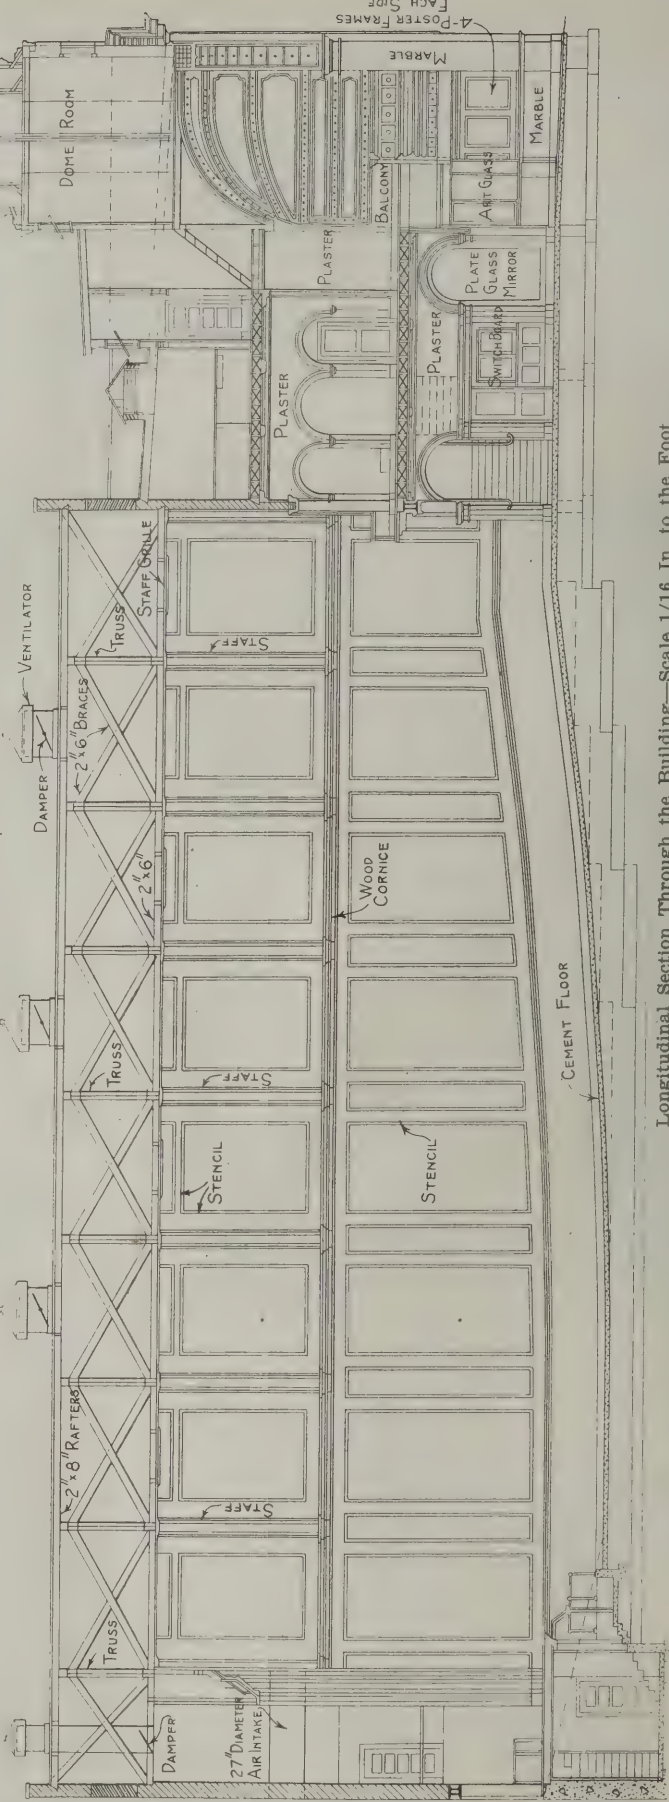 4-POSTER FRAMES
EACH SIDE
DOME ROOM
MARBLE
BALCONY
ART GLASS
MARBLE
PLASTER
PLATE
GLASS
MIRROR
PLASTER
SWITCHBOARD
PLASTER
VENTILATOR
DAMPER
STAFF GRILLE
TRUSS
2"x6" BRACES
STAFF
2"x6"
WOOD
CORNICE
TRUSS
STAFF
CEMENT FLOOR
STENCIL
STENCIL
2"x8" RAFTERS
STAFF
TRUSS
DAMPER
27" DIAMETER
AIR INTAKE
Longitudinal Section Through the Building—Scale 1/16 In. to the Foot